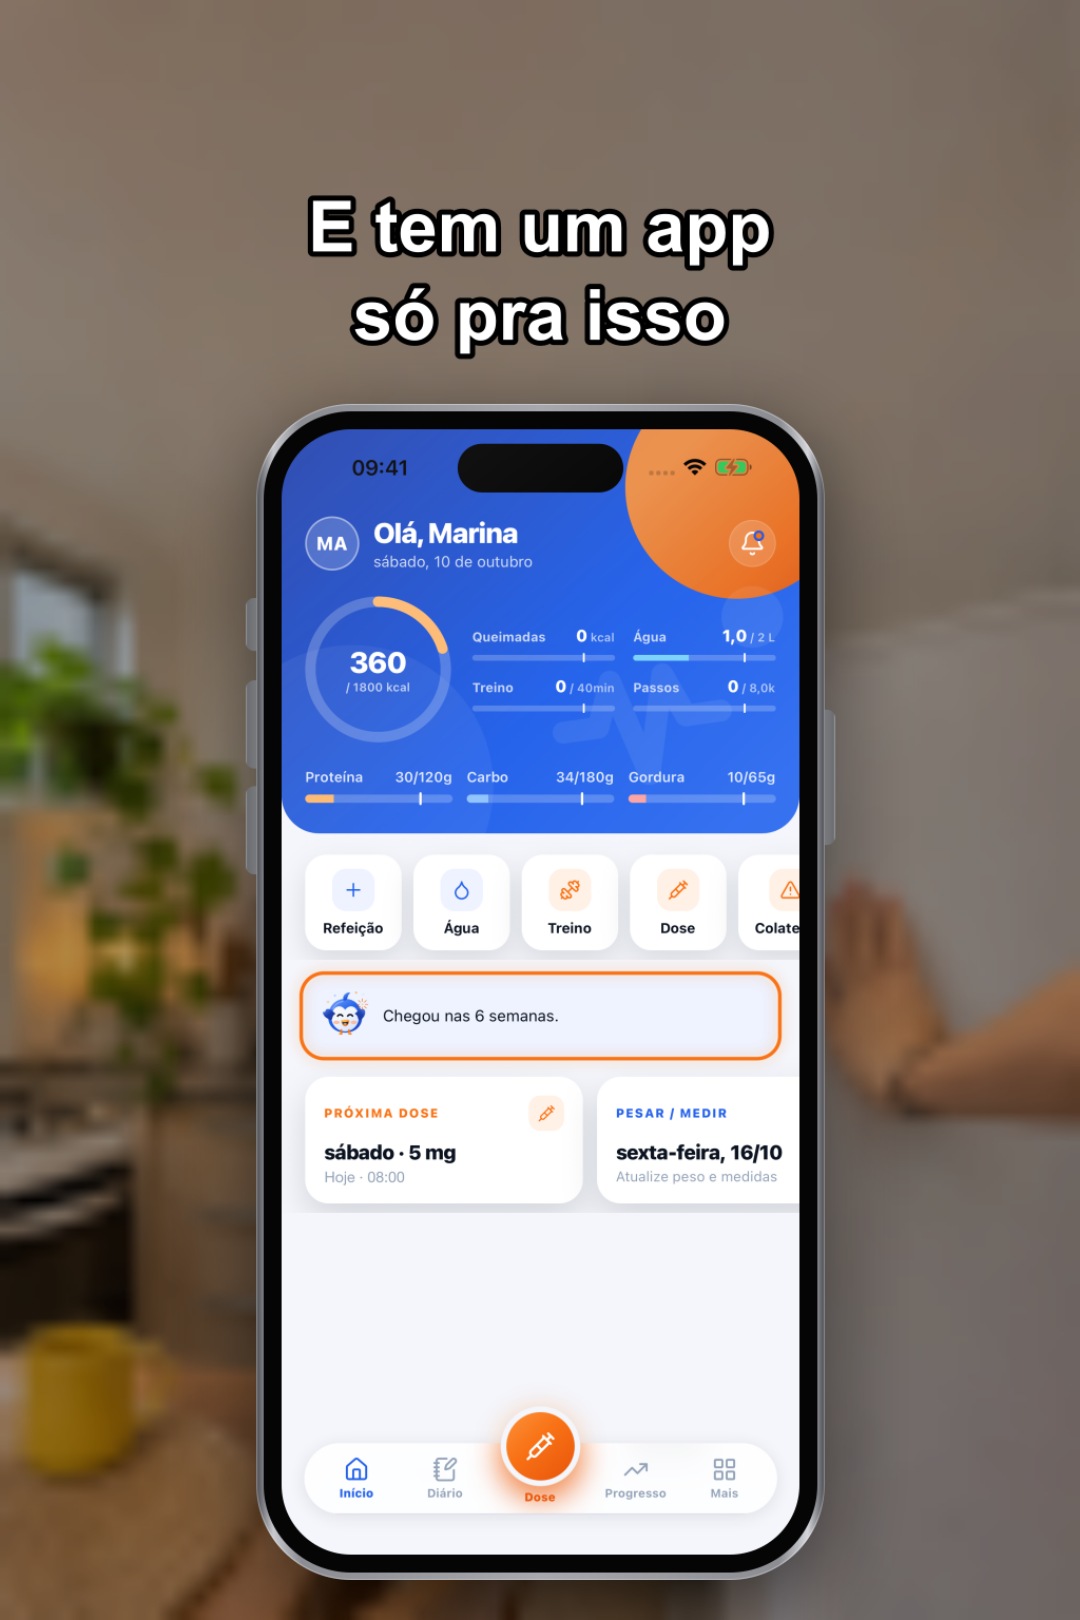 E tem um app
só pra isso
09:41
MA
Olá, Marina
sábado, 10 de outubro
360
/ 1800 kcal
Queimadas 0 kcal
Água 1,0 / 2 L
Treino 0 / 40min
Passos 0 / 8,0k
Proteína 30/120g
Carbo 34/180g
Gordura 10/65g
Refeição
Água
Treino
Dose
Colate
Chegou nas 6 semanas.
PRÓXIMA DOSE
sábado · 5 mg
Hoje · 08:00
PESAR / MEDIR
sexta-feira, 16/10
Atualize peso e medidas
Início
Diário
Dose
Progresso
Mais